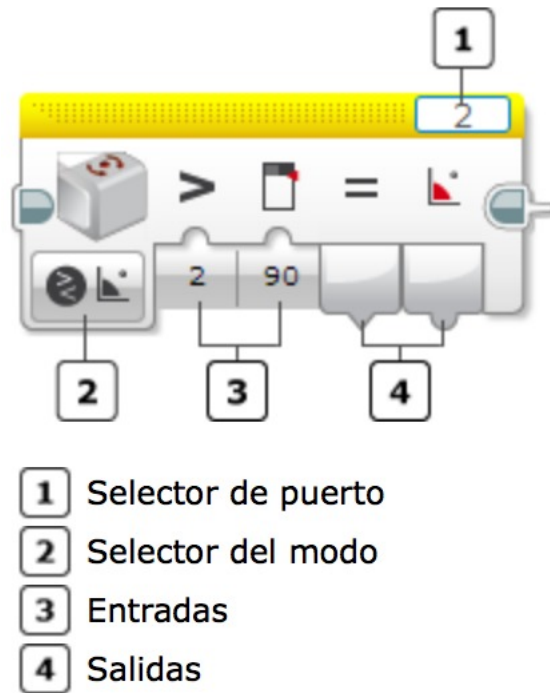 1
2
>
=
2 90
2
3
4
1 Selector de puerto
2 Selector del modo
3 Entradas
4 Salidas